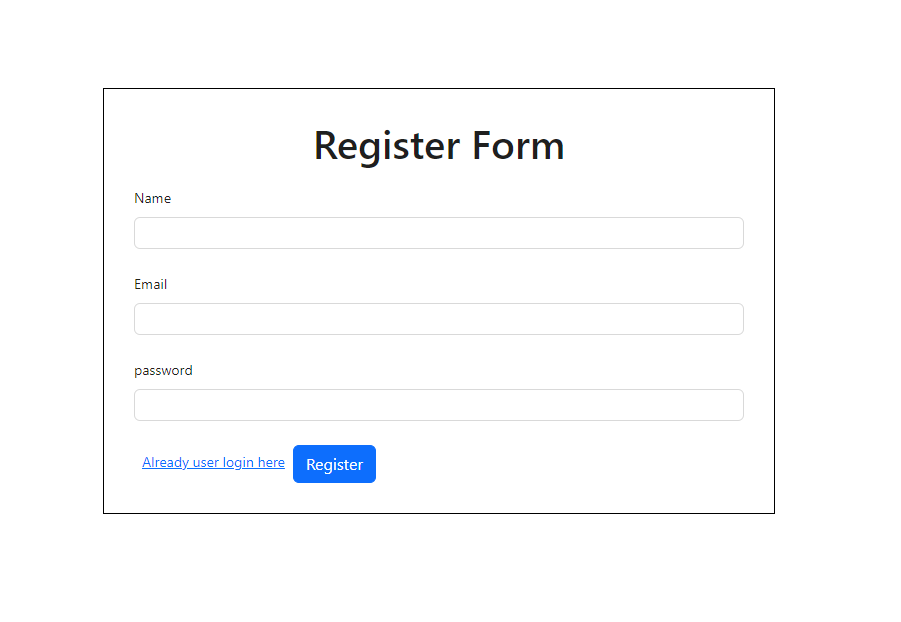 Register Form
Name
Email
password
Already user login here Register